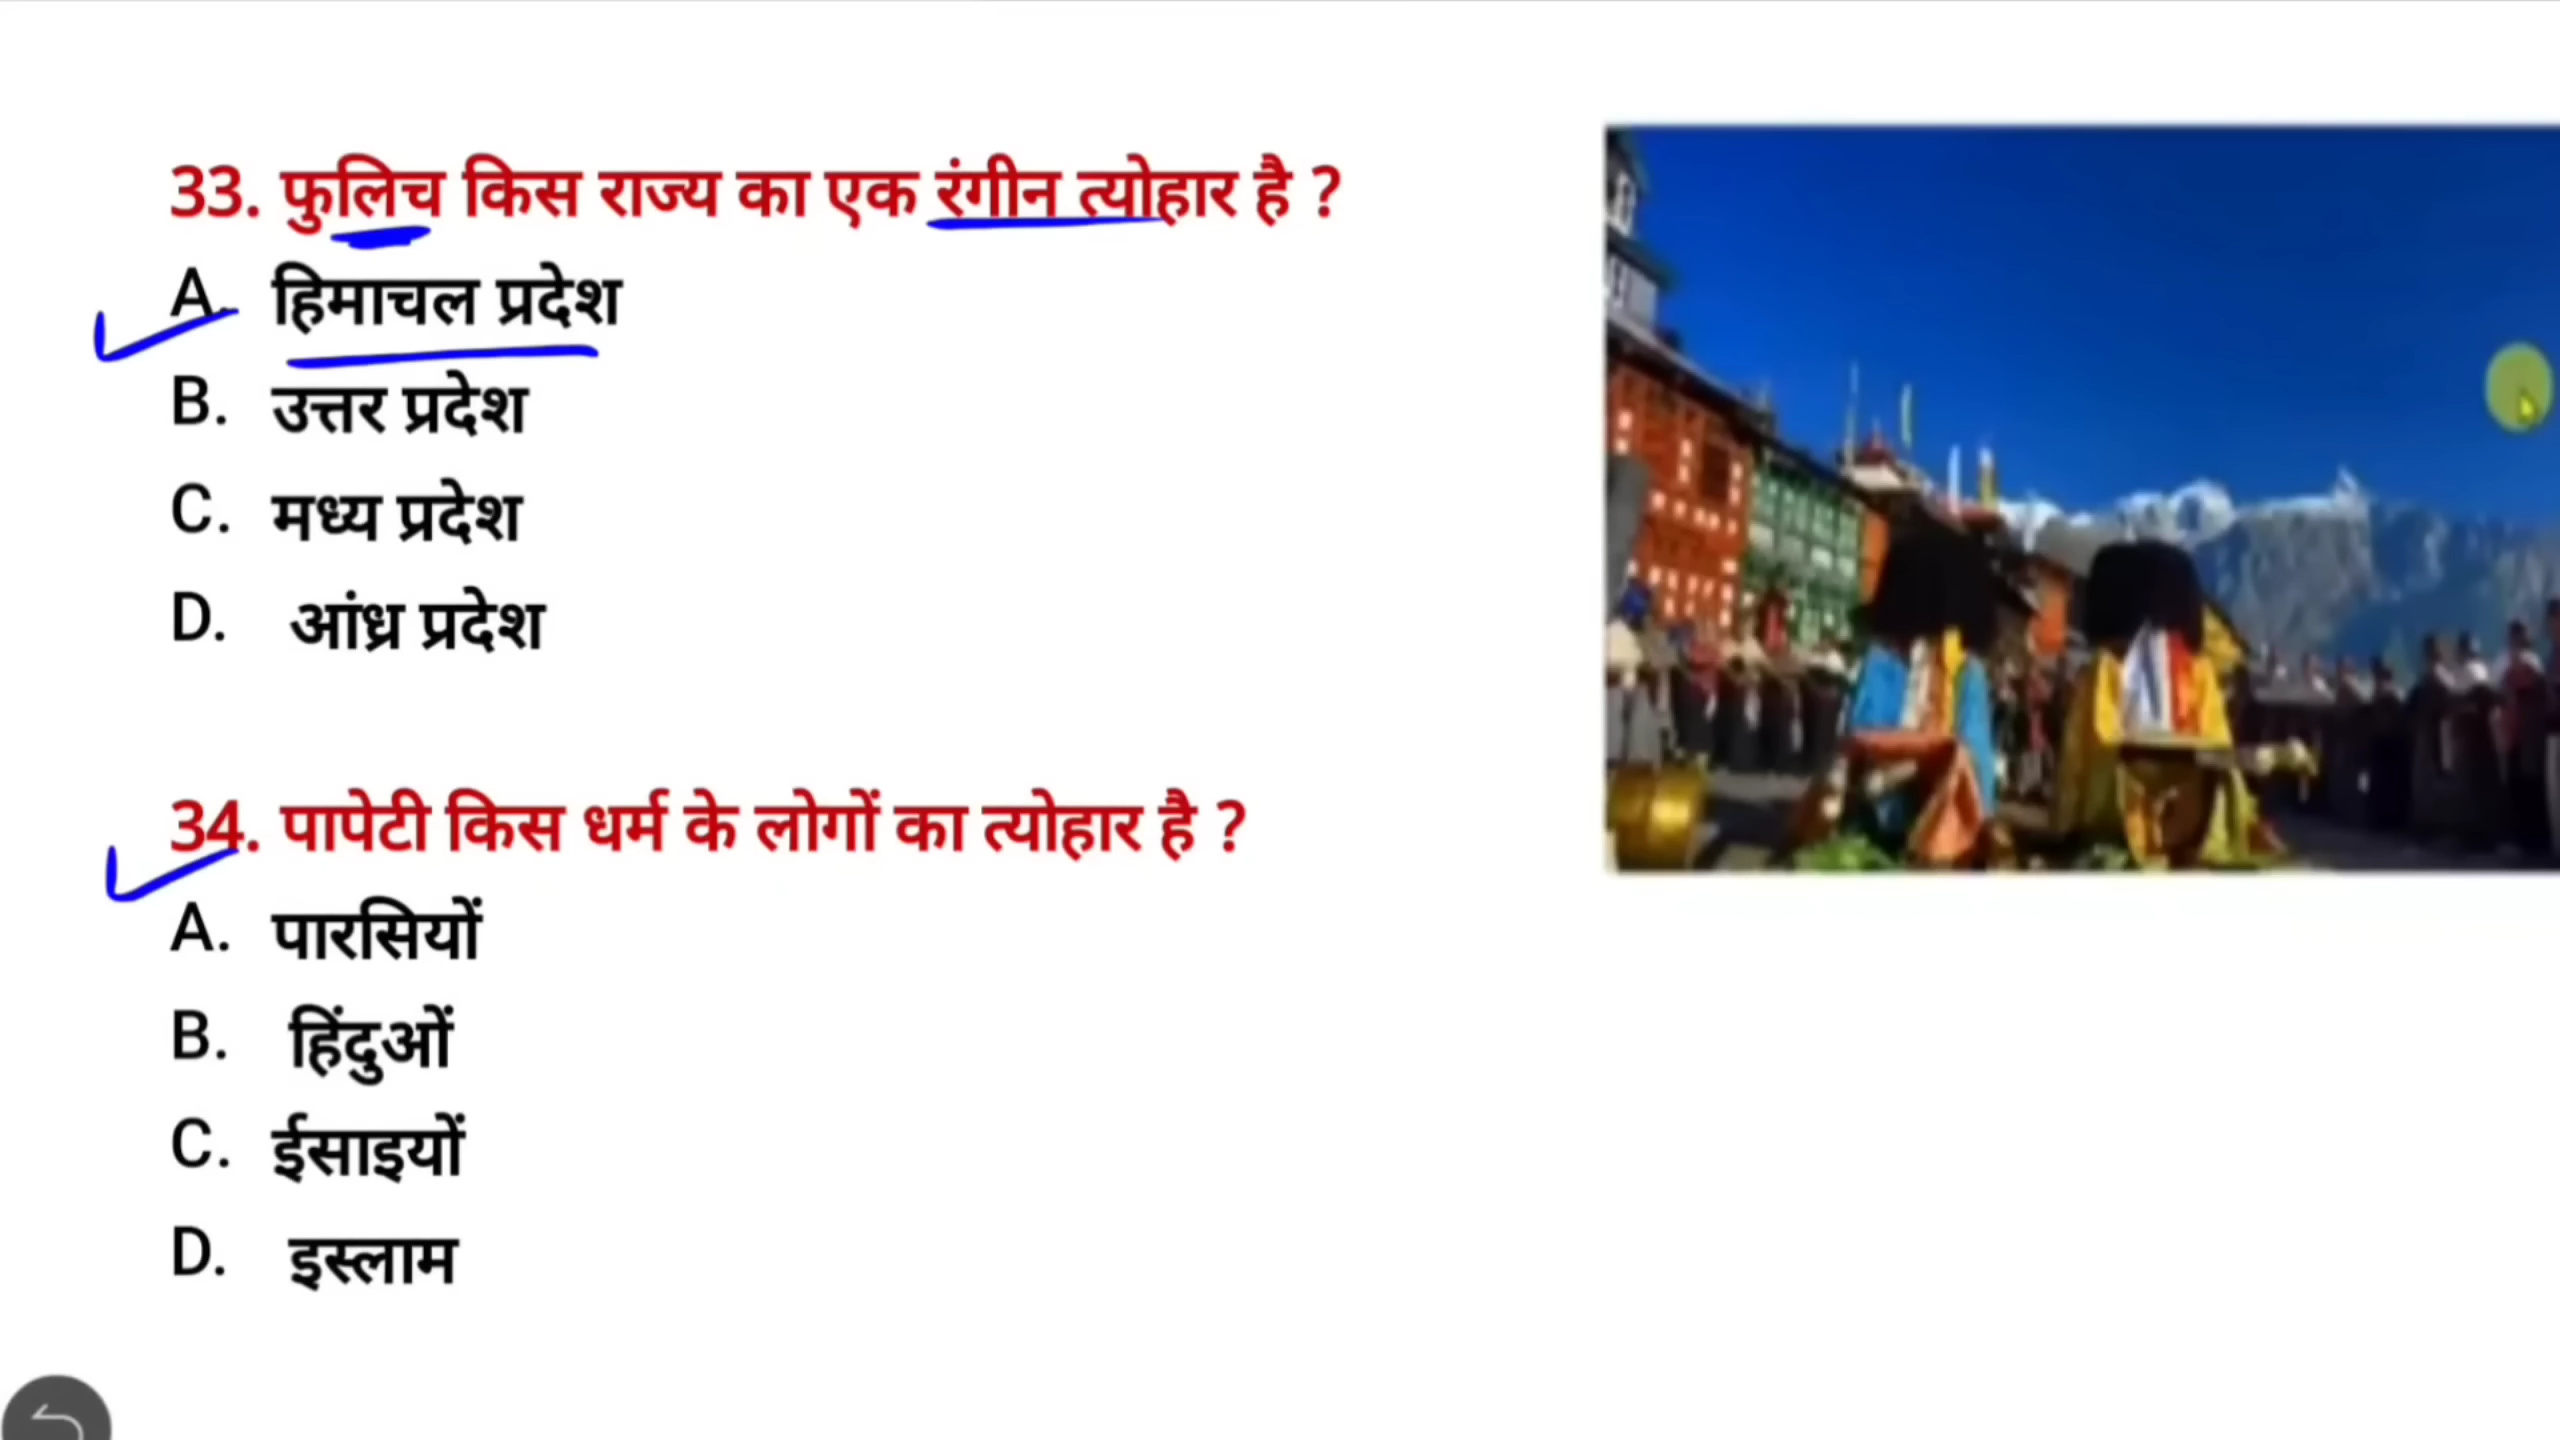 33. फुलिच किस राज्य का एक रंगीन त्योहार है ?
A. हिमाचल प्रदेश
B. उत्तर प्रदेश
C. मध्य प्रदेश
D. आंध्र प्रदेश
34. पापेटी किस धर्म के लोगों का त्योहार है ?
A. पारसियों
B. हिंदुओं
C. ईसाइयों
D. इस्लाम